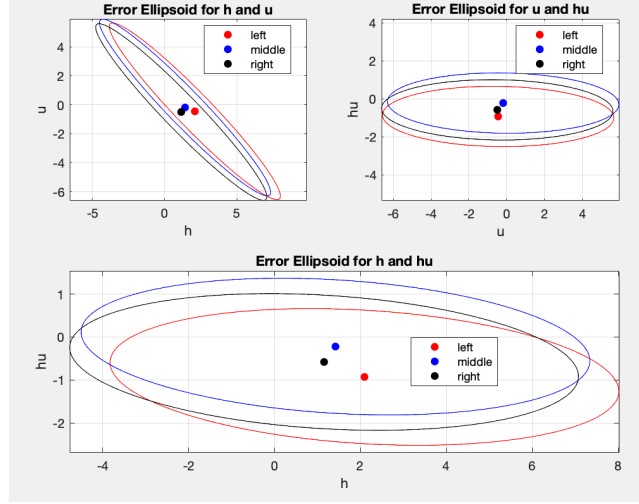 Error Ellipsoid for h and u
left
middle
right
4
2
0
-2
-4
-6
u
-5
0
5
h
Error Ellipsoid for u and hu
left
middle
right
4
2
0
-2
-4
hu
-6
-4
-2
0
2
4
u
Error Ellipsoid for h and hu
left
middle
right
1
0
-1
-2
hu
-4
-2
0
2
4
6
8
h